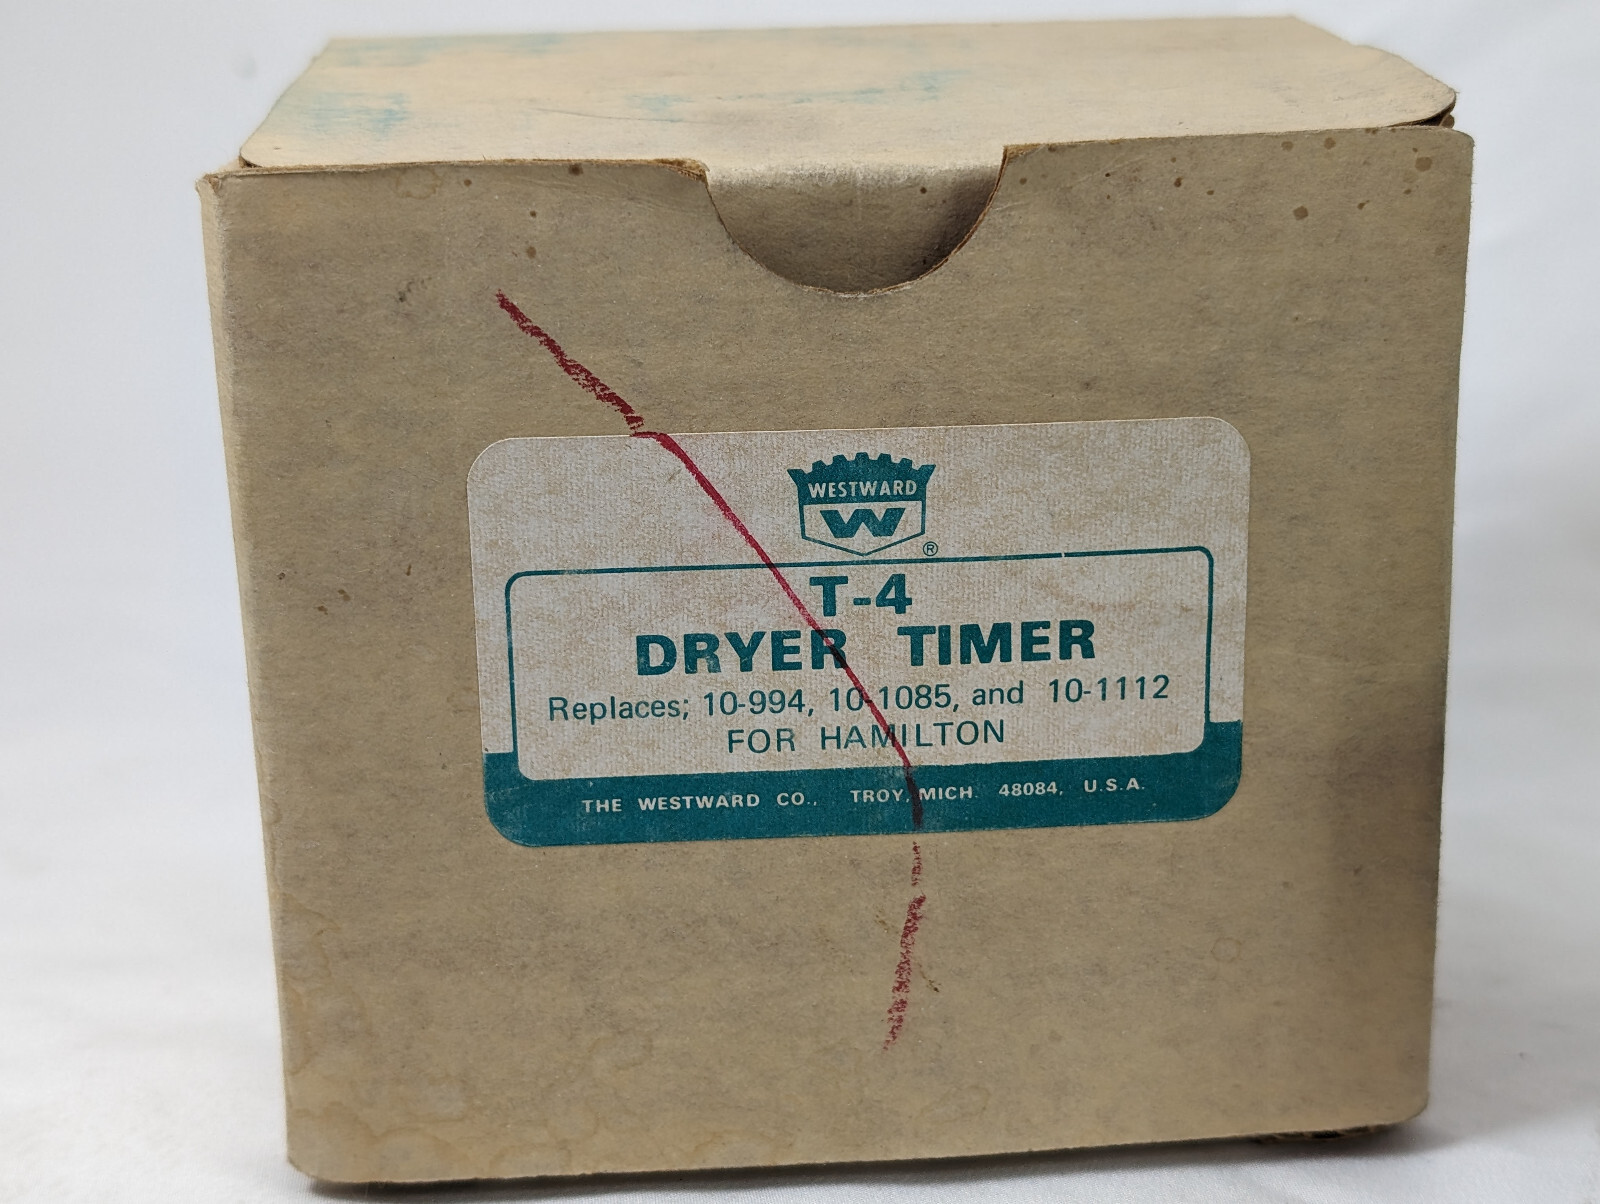 WESTWARD
W
®
T-4
DRYER TIMER
Replaces; 10-994, 10-1085, and 10-1112
FOR HAMILTON
THE WESTWARD CO., TROY, MICH. 48084, U.S.A.